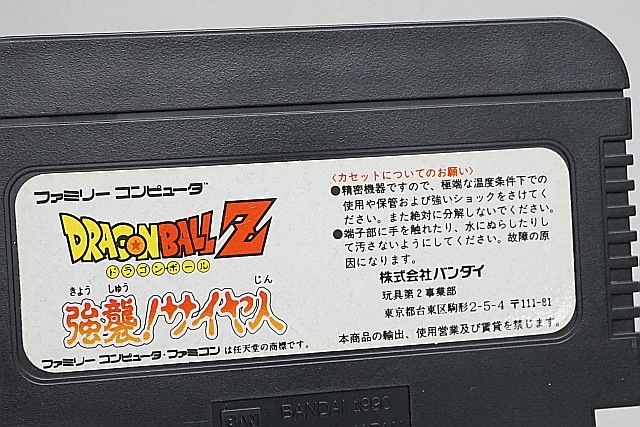 ファミリー コンピュータ™
DRAGON BALL Z
ドラゴンボール
きょう しゅう じん
強襲!サイヤ人
ファミリー コンピュータ・ファミコン は任天堂の商標です。
〈カセットについてのお願い〉
●精密機器ですので、極端な温度条件下での
使用や保管および強いショックをさけてく
ださい。また絶対に分解しないでください。
●端子部に手を触れたり、水にぬらしたりし
て汚さないようにしてください。故障の原
因になります。
株式会社バンダイ
玩具第2事業部
東京都台東区駒形2-5-4 〒111-81
本商品の輸出、使用営業及び賃貸を禁じます。
BAN
BANDAI 1990
JAPAN